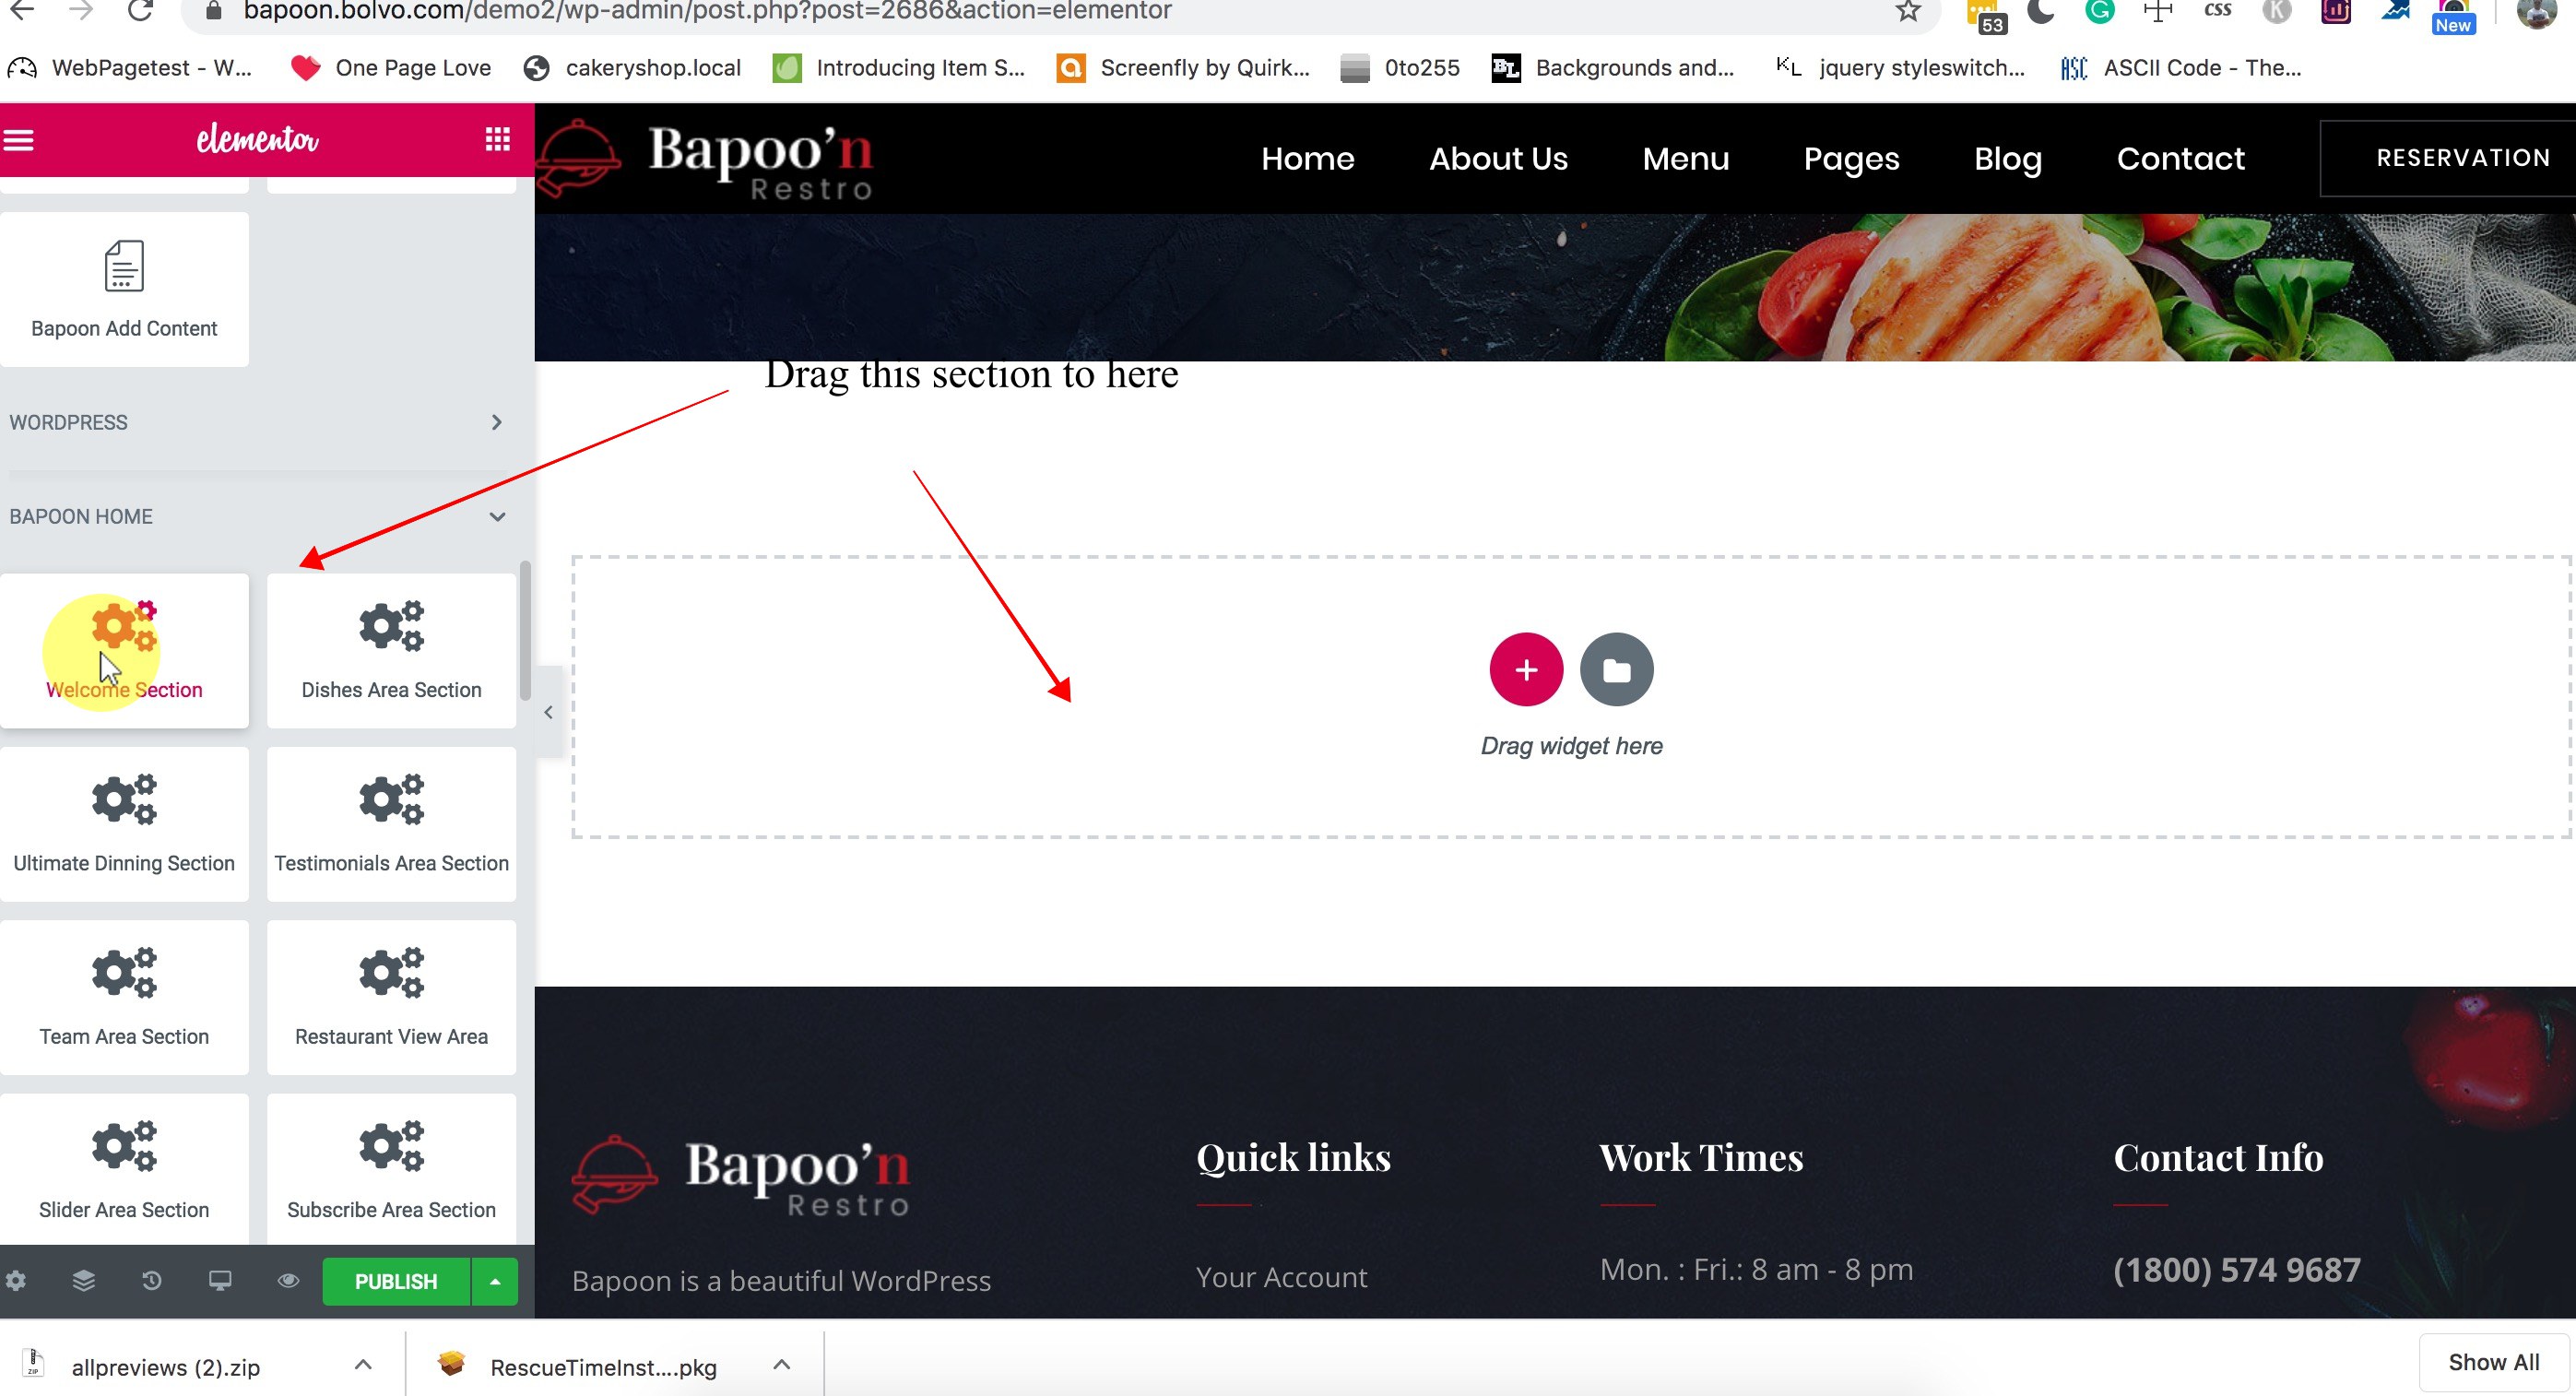 bapoon.bolvo.com/demo2/wp-admin/post.php?post=2686&action=elementor
53
css
K
New
WebPagetest - W...
One Page Love
cakeryshop.local
Introducing Item S...
Screenfly by Quirk...
0to255
BL
Backgrounds and...
KL
jquery styleswitch...
ASC
ASCII Code - The...
elementor
Bapoo'n
Restro
Home
About Us
Menu
Pages
Blog
Contact
RESERVATION
Bapoon Add Content
Drag this section to here
WORDPRESS
BAPOON HOME
Welcome Section
Dishes Area Section
Ultimate Dinning Section
Testimonials Area Section
Team Area Section
Restaurant View Area
Slider Area Section
Subscribe Area Section
Drag widget here
PUBLISH
Bapoo'n
Restro
Bapoon is a beautiful WordPress
Quick links
Your Account
Work Times
Mon. : Fri.: 8 am - 8 pm
Contact Info
(1800) 574 9687
ZIP
allpreviews (2).zip
RescueTimeInst....pkg
Show All